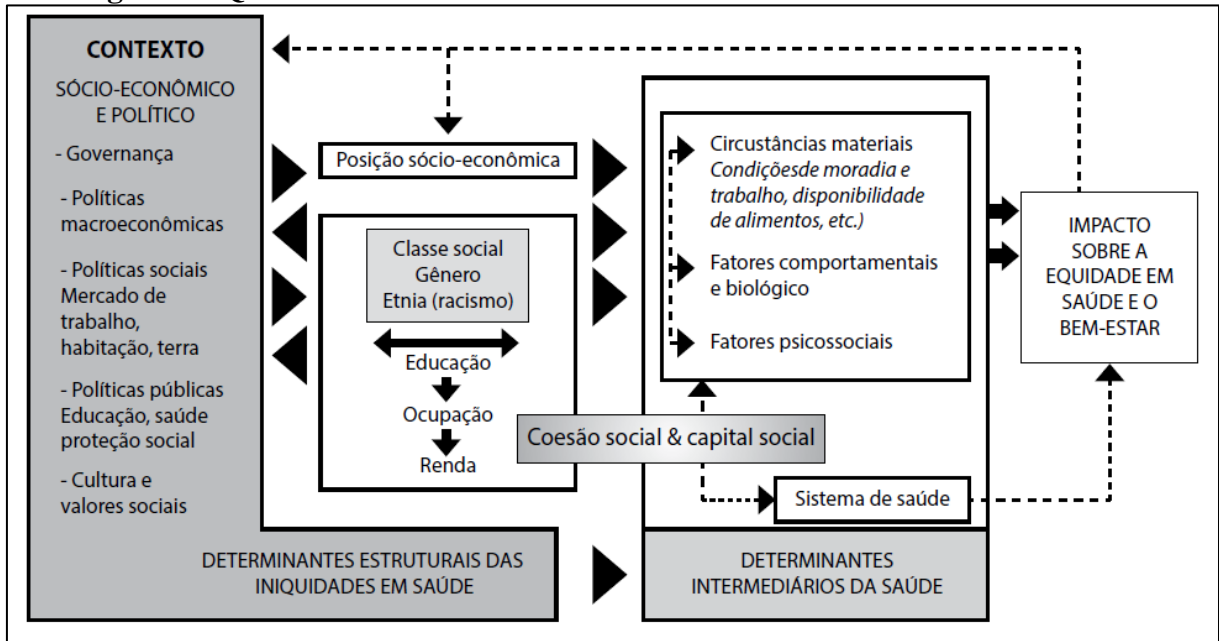 CONTEXTO
SÓCIO-ECONÔMICO
E POLÍTICO
- Governança
- Políticas
macroeconômicas
- Políticas sociais
Mercado de
trabalho,
habitação, terra
- Políticas públicas
Educação, saúde
proteção social
- Cultura e
valores sociais
Posição sócio-econômica
Classe social
Gênero
Etnia (racismo)
Educação
Ocupação
Renda
DETERMINANTES ESTRUTURAIS DAS
INIQUIDADES EM SAÚDE
Coesão social & capital social
Circustâncias materiais
Condiçõesde moradia e
trabalho, disponibilidade
de alimentos, etc.)
Fatores comportamentais
e biológico
Fatores psicossociais
Sistema de saúde
DETERMINANTES
INTERMEDIÁRIOS DA SAÚDE
IMPACTO
SOBRE A
EQUIDADE EM
SAÚDE E O
BEM-ESTAR